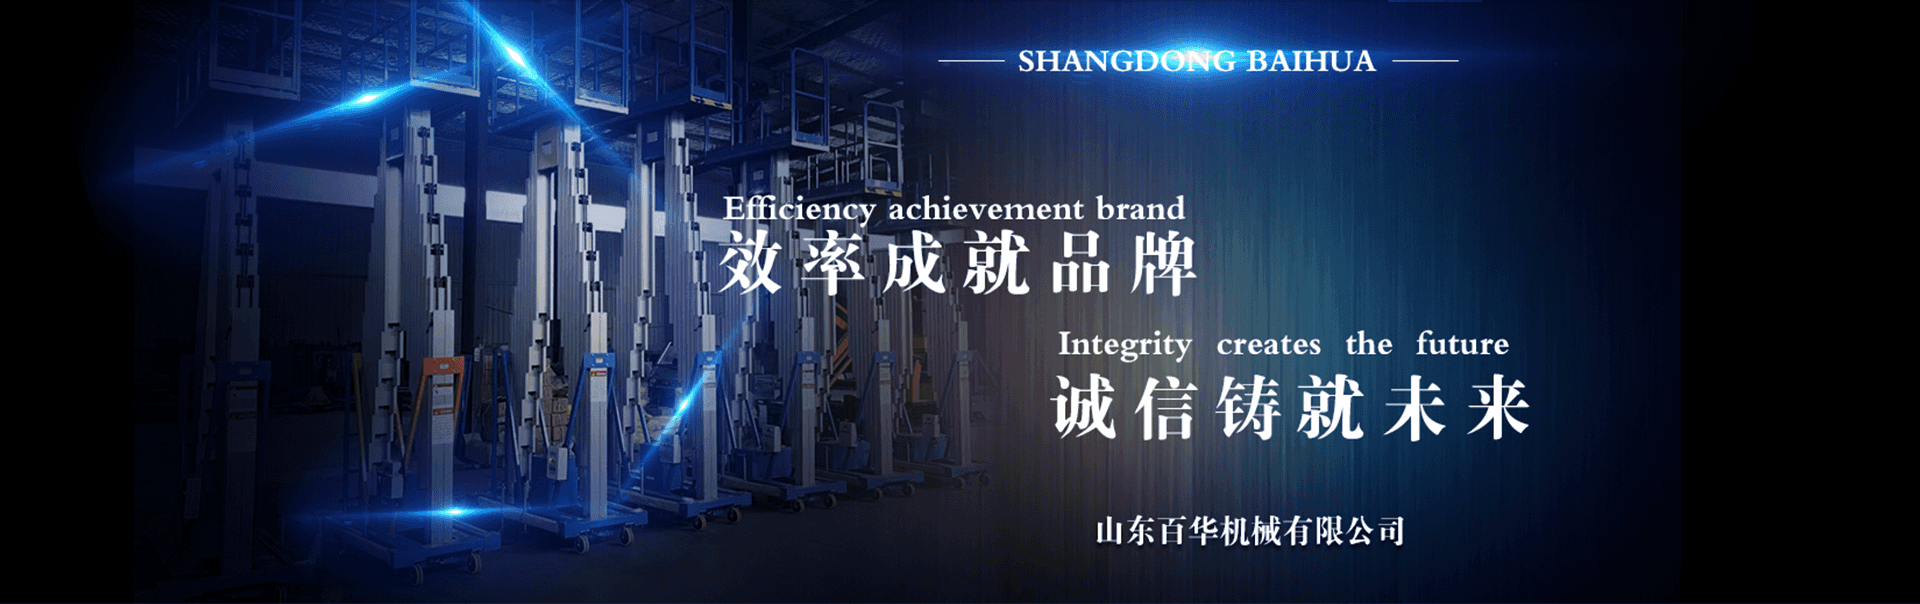 SHANGDONG BAIHUA
Efficiency achievement brand
效率成就品牌
Integrity creates the future
诚信铸就未来
山东百华机械有限公司